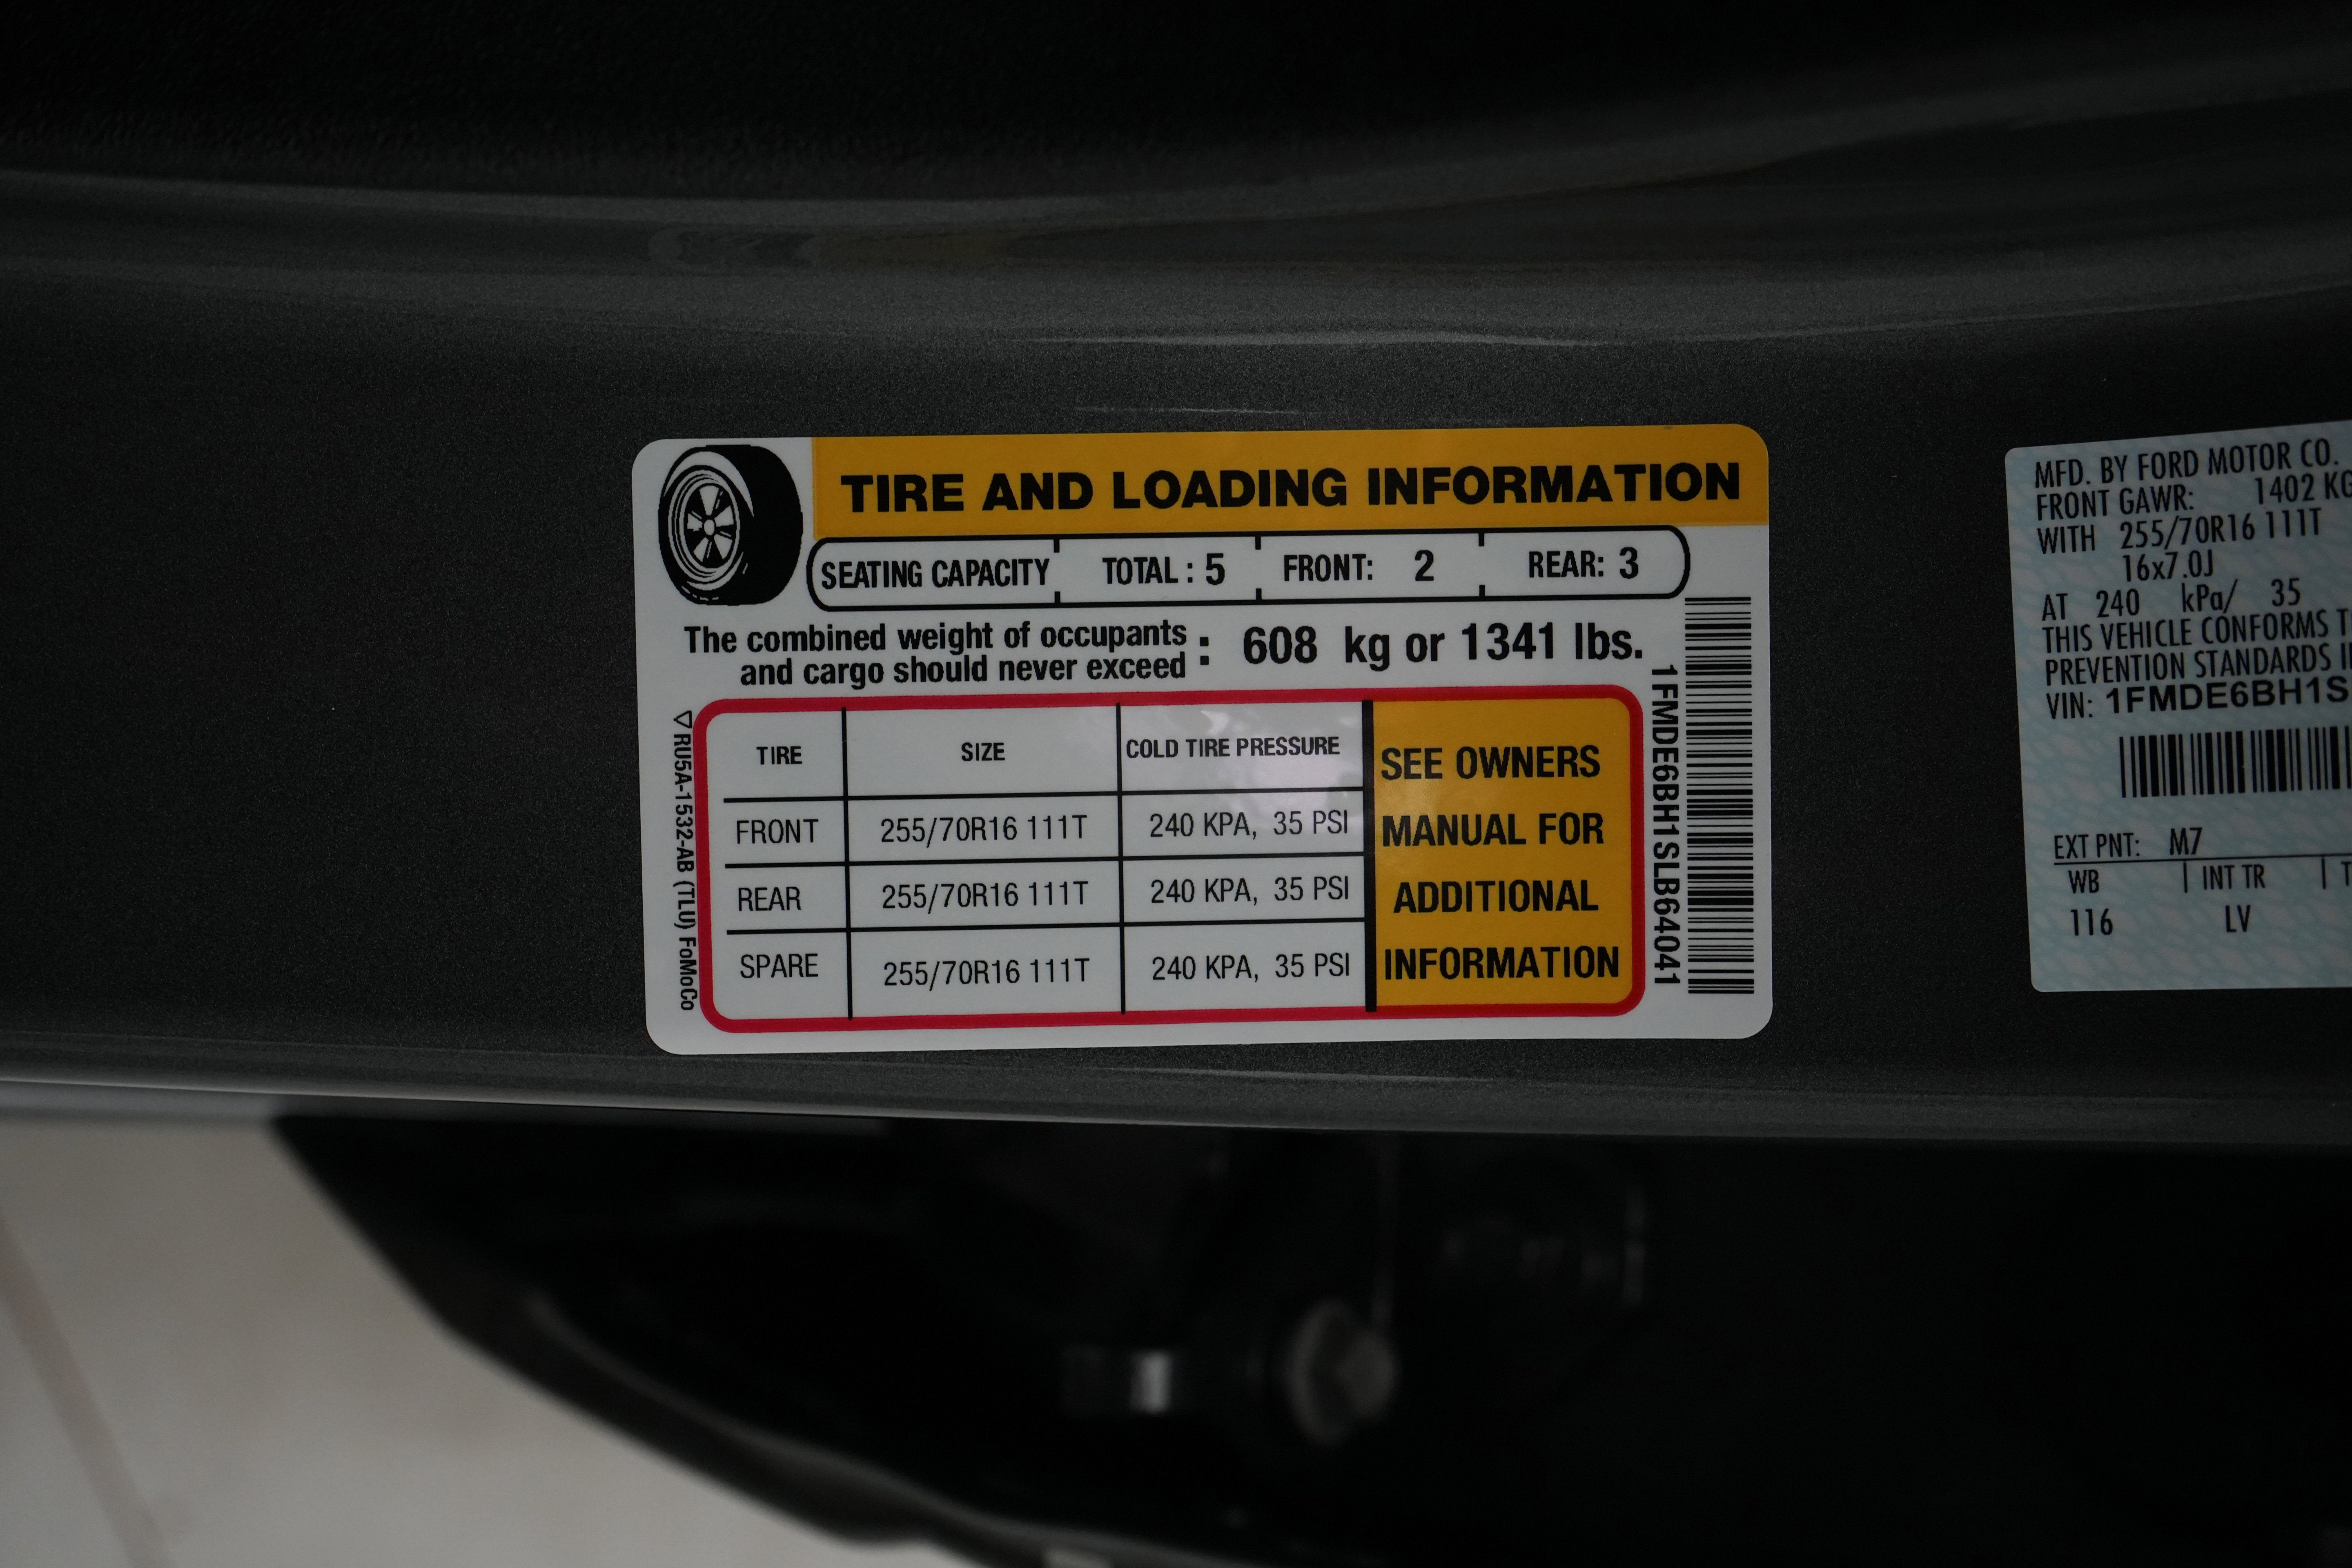 TIRE AND LOADING INFORMATION
SEATING CAPACITY TOTAL : 5 FRONT: 2 REAR: 3
The combined weight of occupants
and cargo should never exceed : 608 kg or 1341 lbs.
TIRE SIZE COLD TIRE PRESSURE
FRONT 255/70R16 111T 240 KPA, 35 PSI
REAR 255/70R16 111T 240 KPA, 35 PSI
SPARE 255/70R16 111T 240 KPA, 35 PSI
SEE OWNERS
MANUAL FOR
ADDITIONAL
INFORMATION
RU5A-1532-AB (TLU) FoMoCo
1FMDE6BH1SLB64041
MFD. BY FORD MOTOR CO.
FRONT GAWR: 1402 KG
WITH 255/70R16 111T
16x7.0J
AT 240 kPa/ 35
THIS VEHICLE CONFORMS
PREVENTION STANDARDS
VIN: 1FMDE6BH1S
EXT PNT: M7
WB INT TR
116 LV